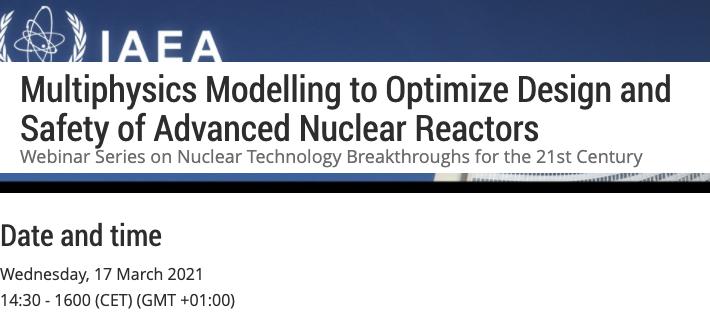 IAEA
Multiphysics Modelling to Optimize Design and
Safety of Advanced Nuclear Reactors
Webinar Series on Nuclear Technology Breakthroughs for the 21st Century
Date and time
Wednesday, 17 March 2021
14:30 - 1600 (CET) (GMT +01:00)